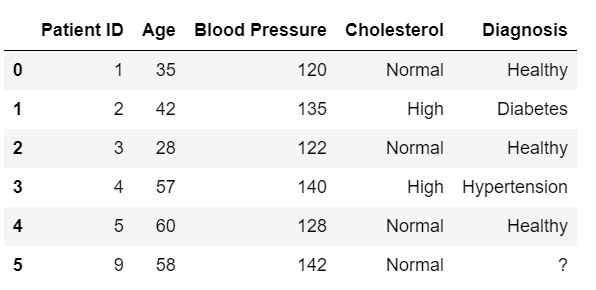 Patient ID Age Blood Pressure Cholesterol Diagnosis
0 1 35 120 Normal Healthy
1 2 42 135 High Diabetes
2 3 28 122 Normal Healthy
3 4 57 140 High Hypertension
4 5 60 128 Normal Healthy
5 9 58 142 Normal ?